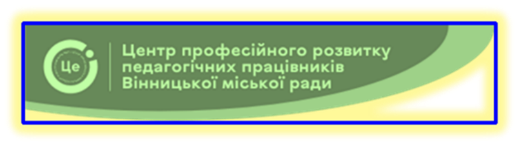 Це
Центр професійного розвитку
педагогічних працівників
Вінницької міської ради